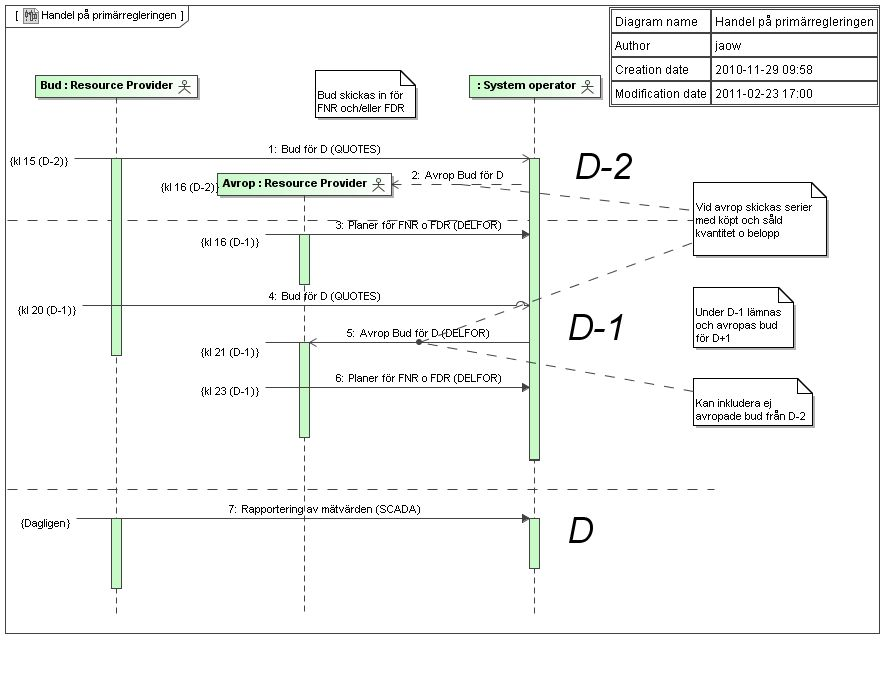 Handel på primärregleringen
Diagram name Handel på primärregleringen
Author jaow
Creation date 2010-11-29 09:58
Modification date 2011-02-23 17:00
Bud : Resource Provider
Bud skickas in för
FNR och/eller FDR
: System operator
1: Bud för D (QUOTES)
{kl 15 (D-2)}
D-2
2: Avrop Bud för D
{kl 16 (D-2)}
Avrop : Resource Provider
Vid avrop skickas serier
med köpt och såld
kvantitet o belopp
3: Planer för FNR o FDR (DELFOR)
{kl 16 (D-1)}
4: Bud för D (QUOTES)
{kl 20 (D-1)}
Under D-1 lämnas
och avropas bud
för D+1
D-1
5: Avrop Bud för D (DELFOR)
{kl 21 (D-1)}
6: Planer för FNR o FDR (DELFOR)
{kl 23 (D-1)}
Kan inkludera ej
avropade bud från D-2
7: Rapportering av mätvärden (SCADA)
{Dagligen}
D